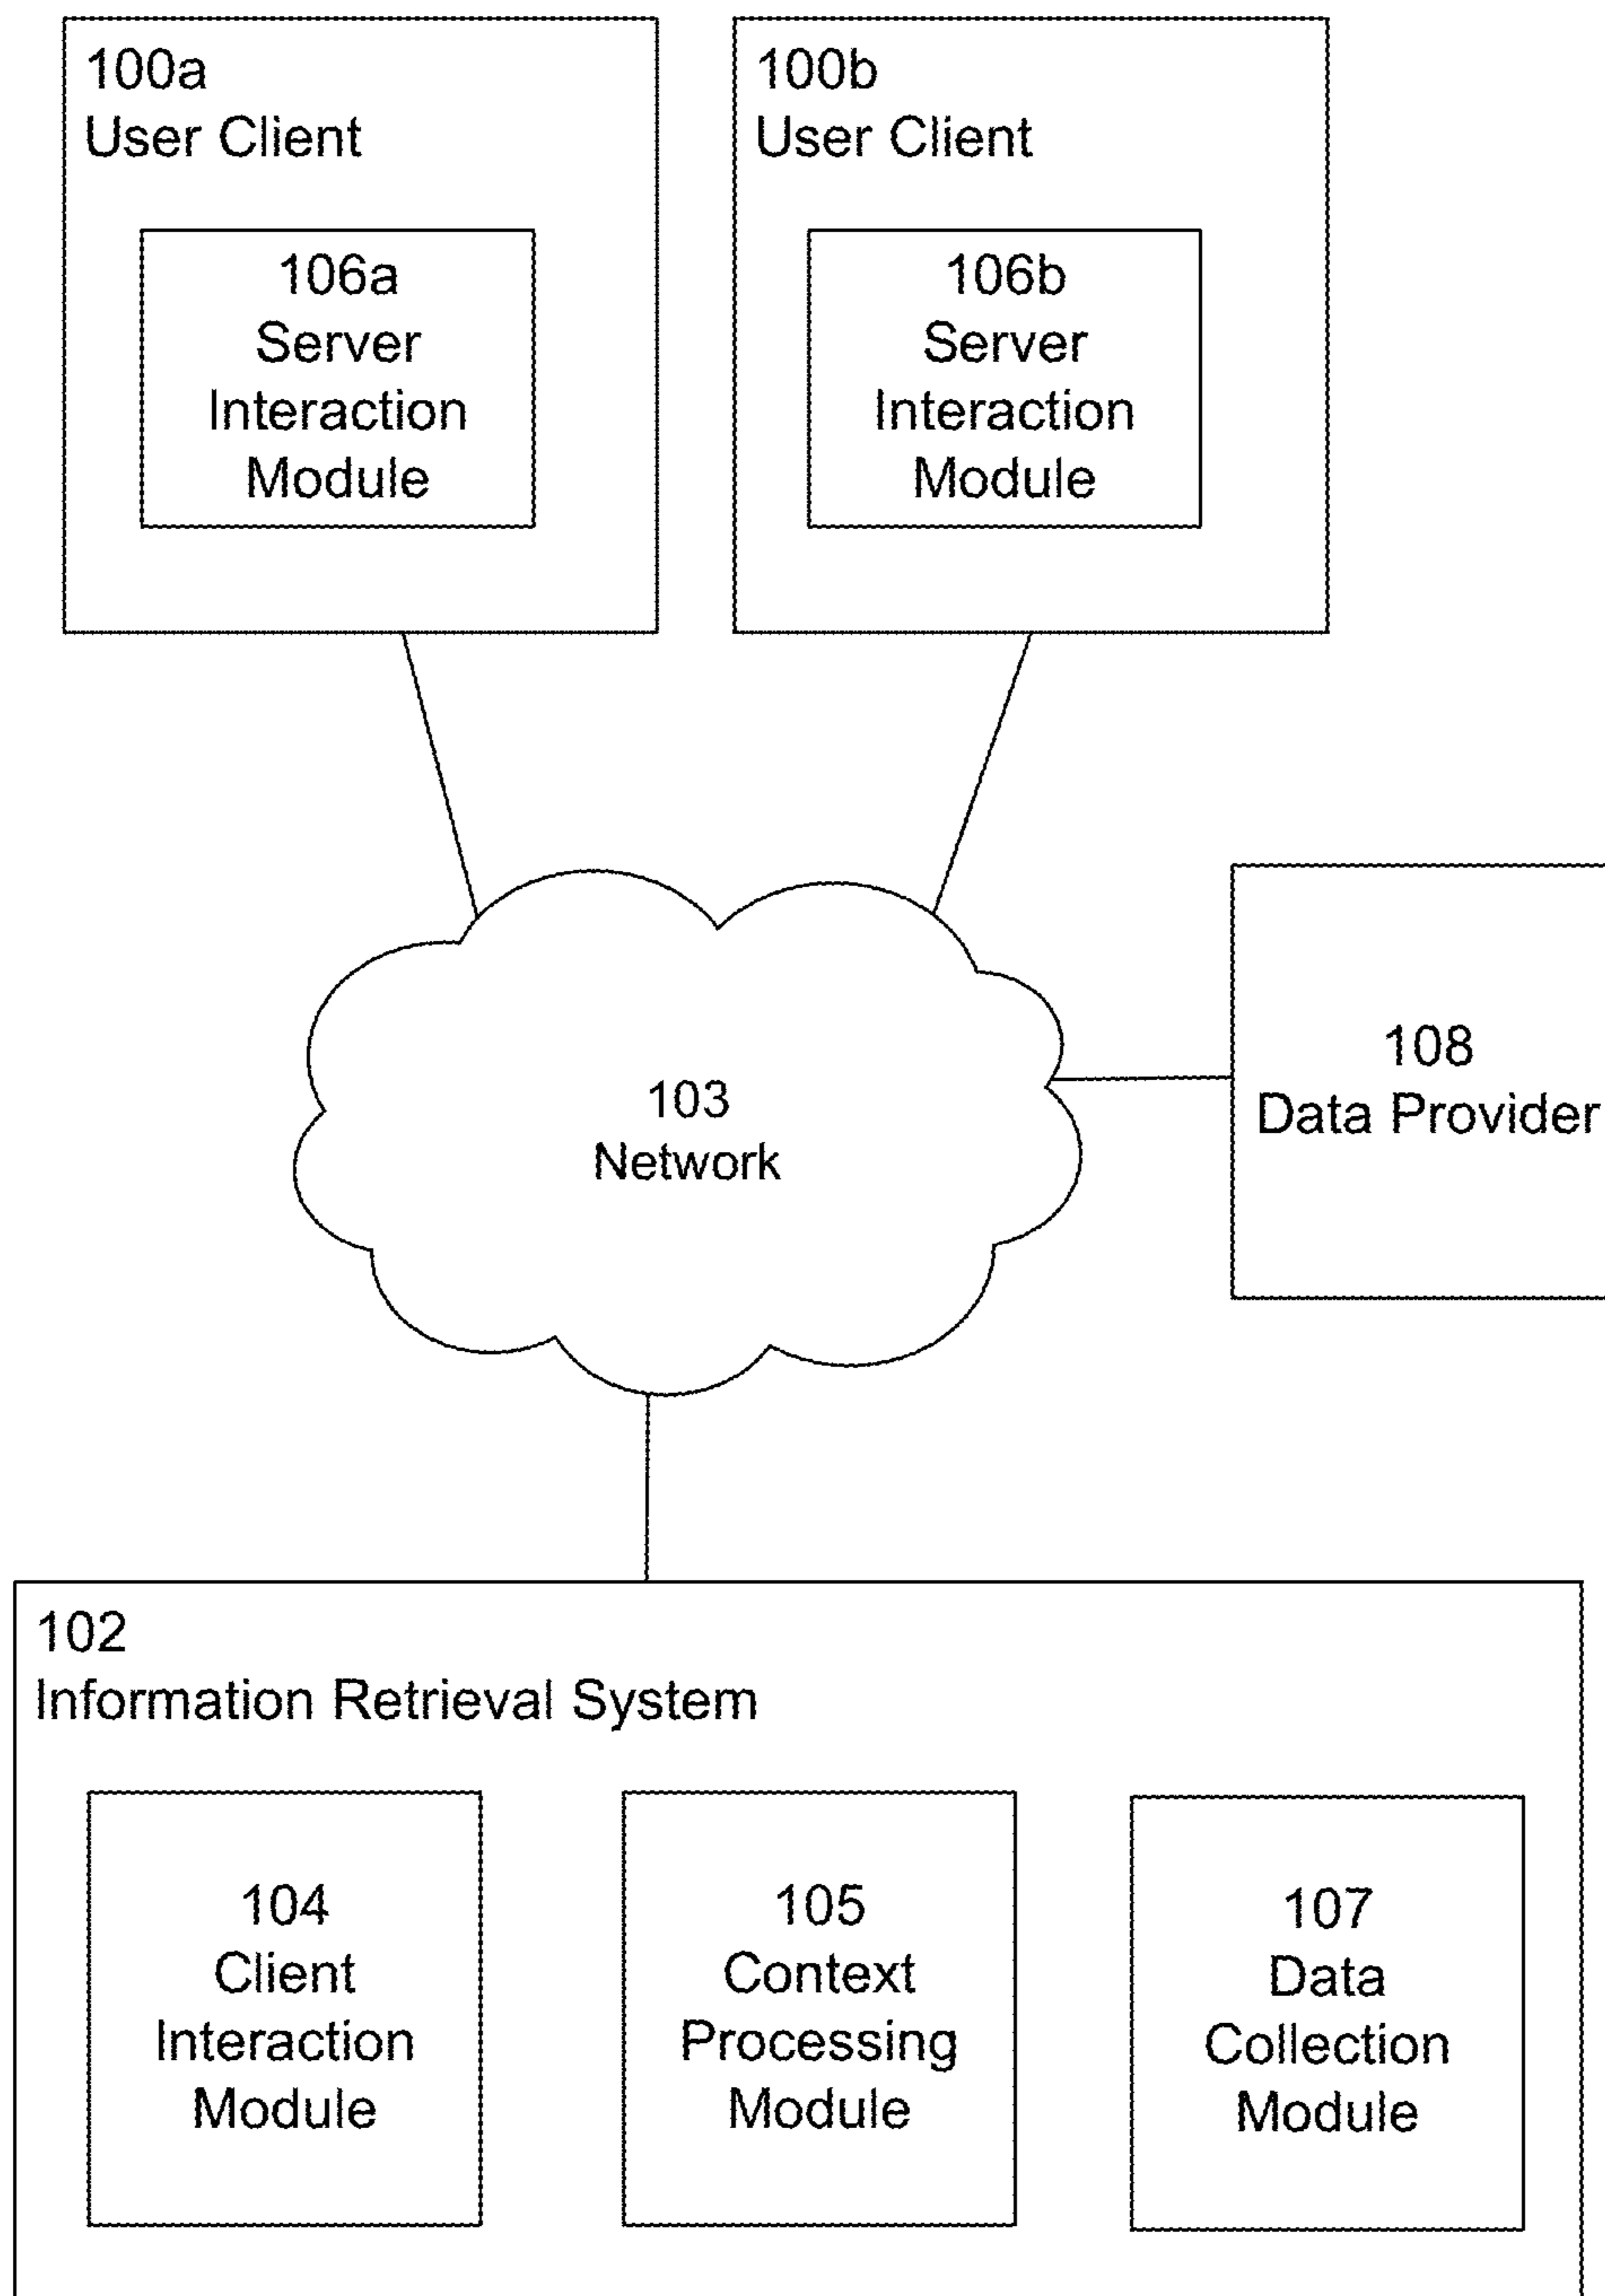 100a
User Client
106a
Server
Interaction
Module
100b
User Client
106b
Server
Interaction
Module
103
Network
108
Data Provider
102
Information Retrieval System
104
Client
Interaction
Module
105
Context
Processing
Module
107
Data
Collection
Module